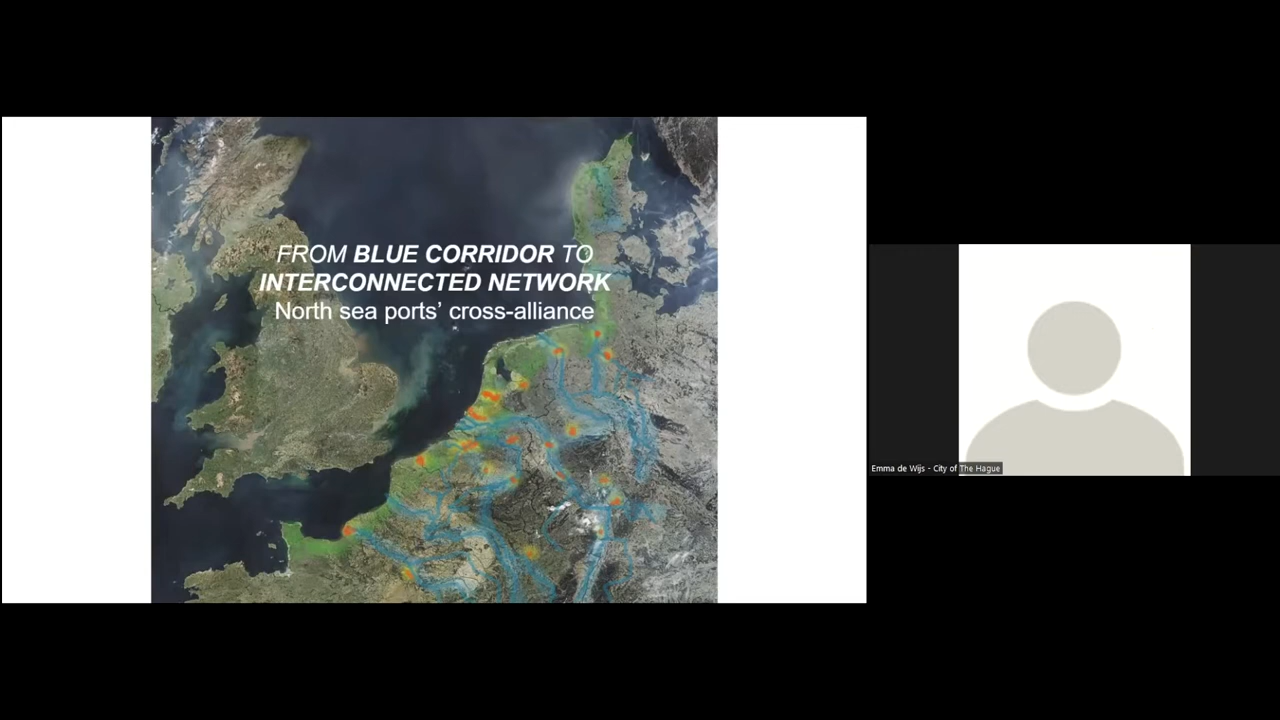 FROM BLUE CORRIDOR TO
INTERCONNECTED NETWORK
North sea ports' cross-alliance
Emma de Wijs - City of The Hague